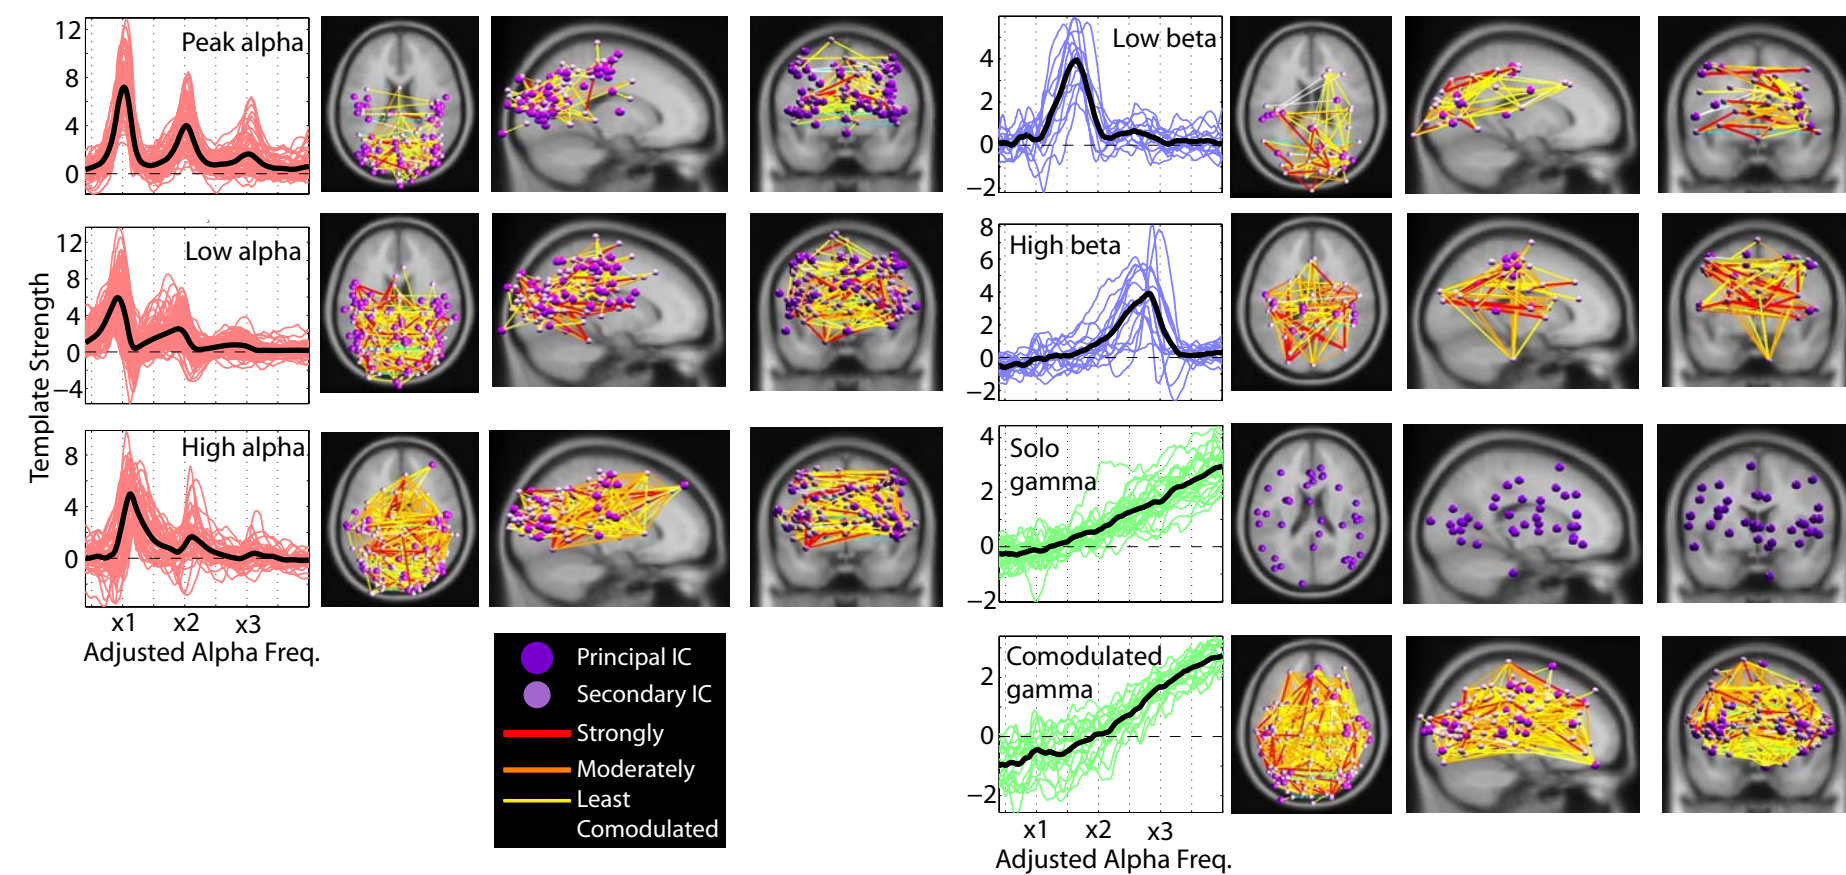 Template Strength
12
8
4
0
Peak alpha
12
8
4
0
−4
2
Low alpha
8
4
0
High alpha
x1 x2 x3
Adjusted Alpha Freq.
Principal IC
Secondary IC
Strongly
Moderately
Least
Comodulated
4
2
0
−2
Low beta
8
6
4
2
0
−2
High beta
4
2
0
−2
Solo
gamma
2
0
−2
Comodulated
gamma
x1 x2 x3
Adjusted Alpha Freq.